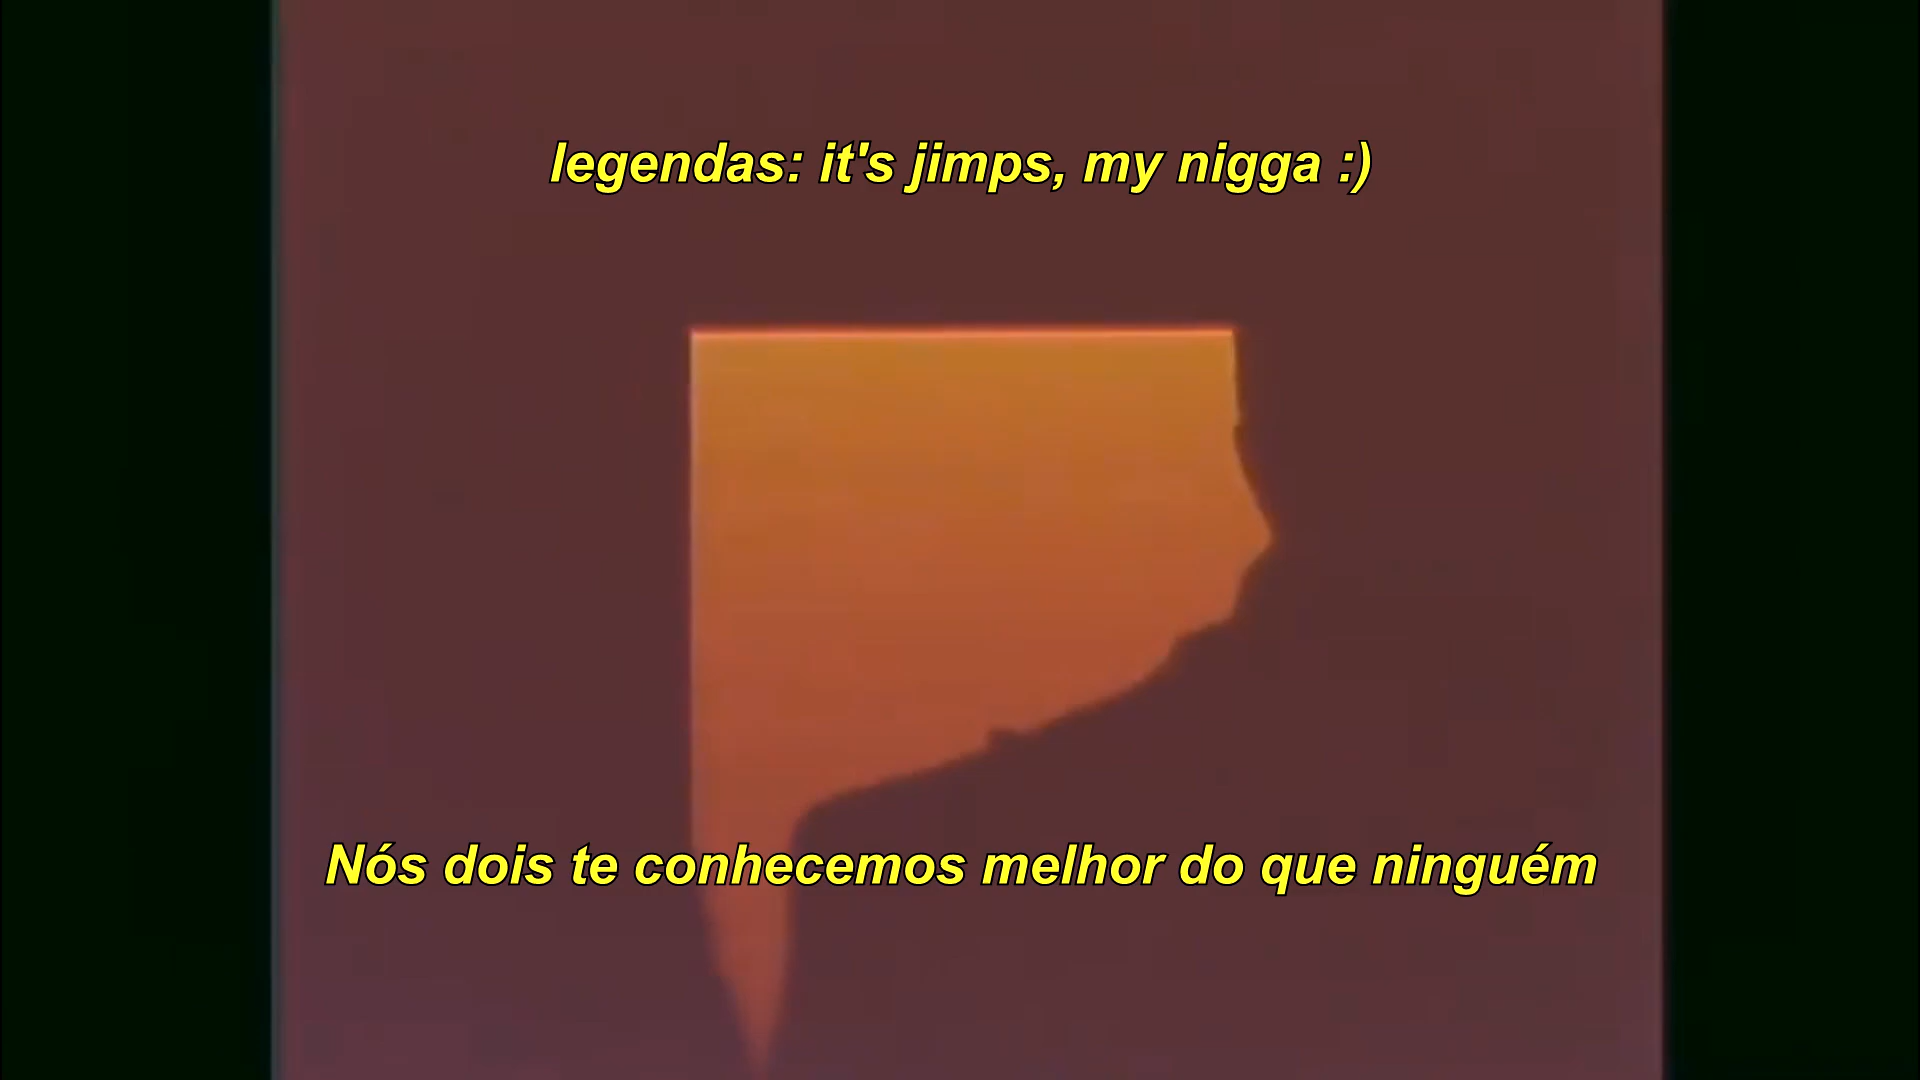 legendas: it's jimps, my nigga :)
Nós dois te conhecemos melhor do que ninguém